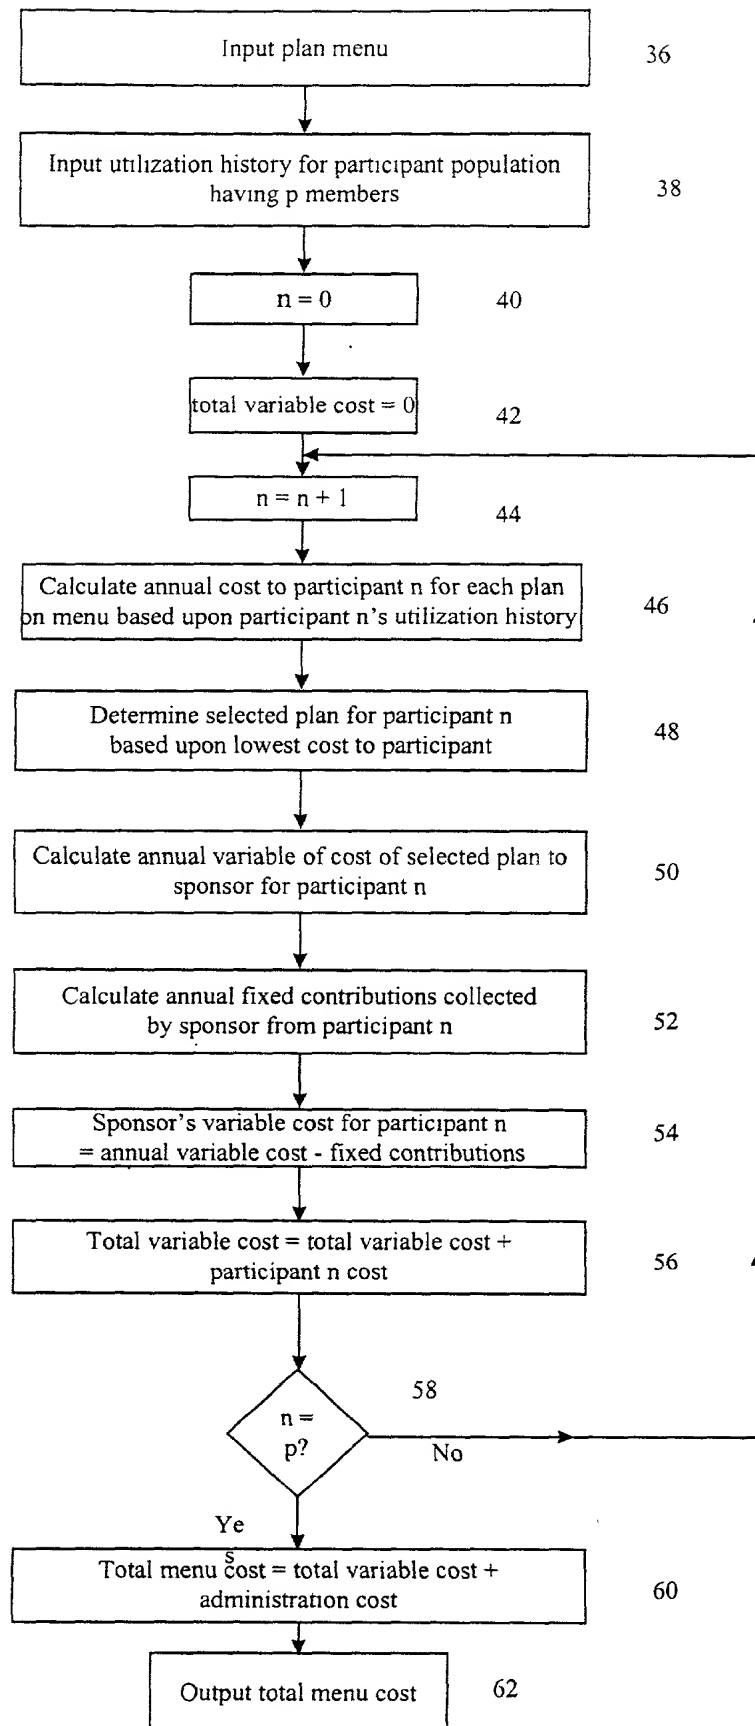 Input plan menu
36
Input utilization history for participant population
having p members
38
n = 0
40
total variable cost = 0
42
n = n + 1
44
Calculate annual cost to participant n for each plan
on menu based upon participant n's utilization history
46
Determine selected plan for participant n
based upon lowest cost to participant
48
Calculate annual variable of cost of selected plan to
sponsor for participant n
50
Calculate annual fixed contributions collected
by sponsor from participant n
52
Sponsor's variable cost for participant n
= annual variable cost - fixed contributions
54
Total variable cost = total variable cost +
participant n cost
56
58
n =
p?
No
Ye
s
Total menu cost = total variable cost +
administration cost
60
Output total menu cost
62